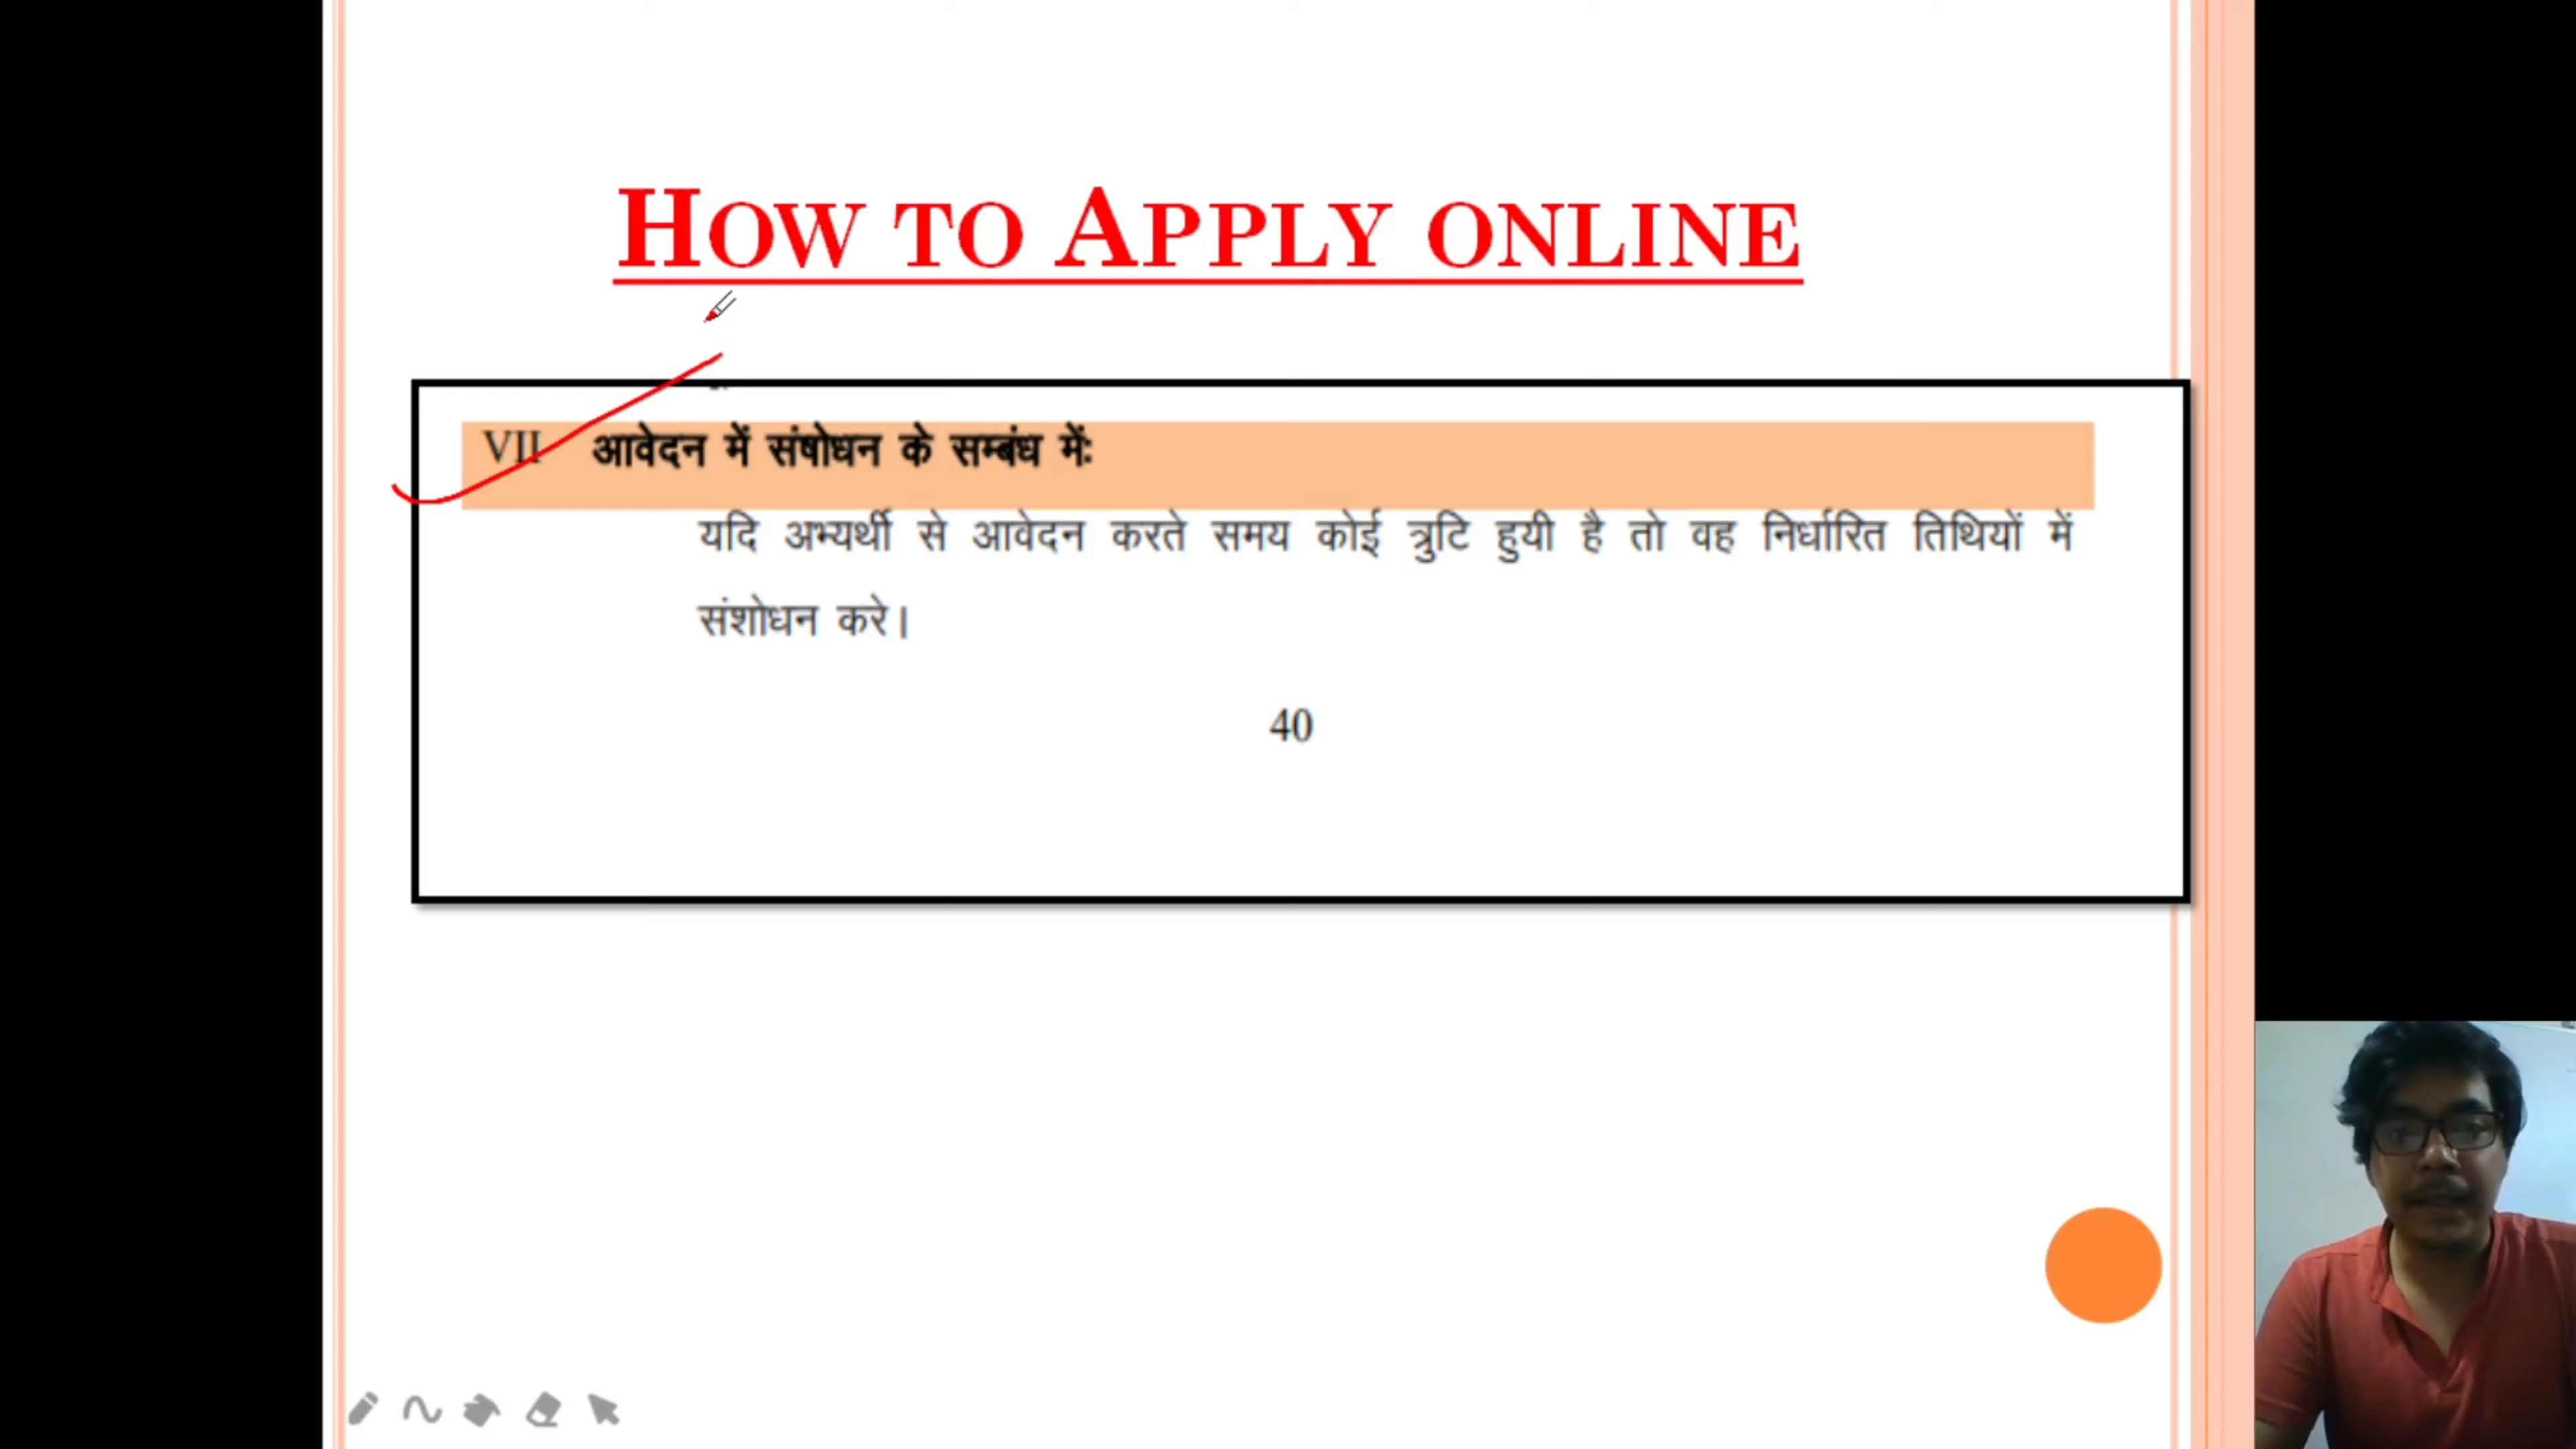 HOW TO APPLY ONLINE
VII आवेदन में संषोधन के सम्बंध में:
यदि अभ्यर्थी से आवेदन करते समय कोई त्रुटि हुयी है तो वह निर्धारित तिथियों में
संशोधन करे।
40